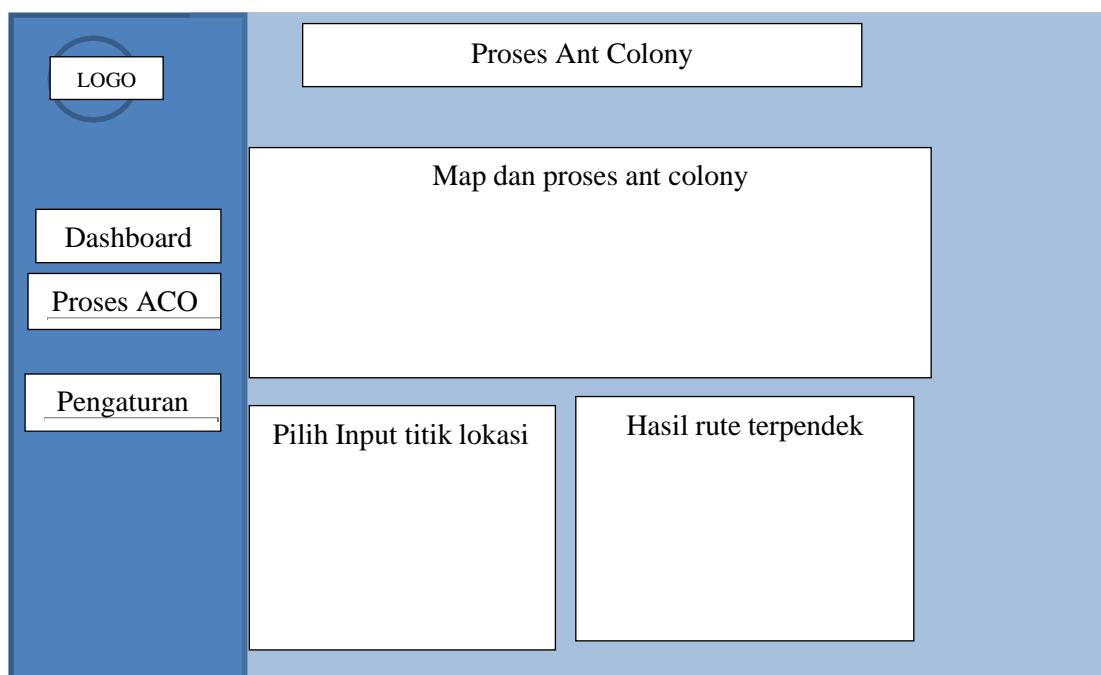 LOGO
Proses Ant Colony
Dashboard
Proses ACO
Pengaturan
Map dan proses ant colony
Pilih Input titik lokasi
Hasil rute terpendek